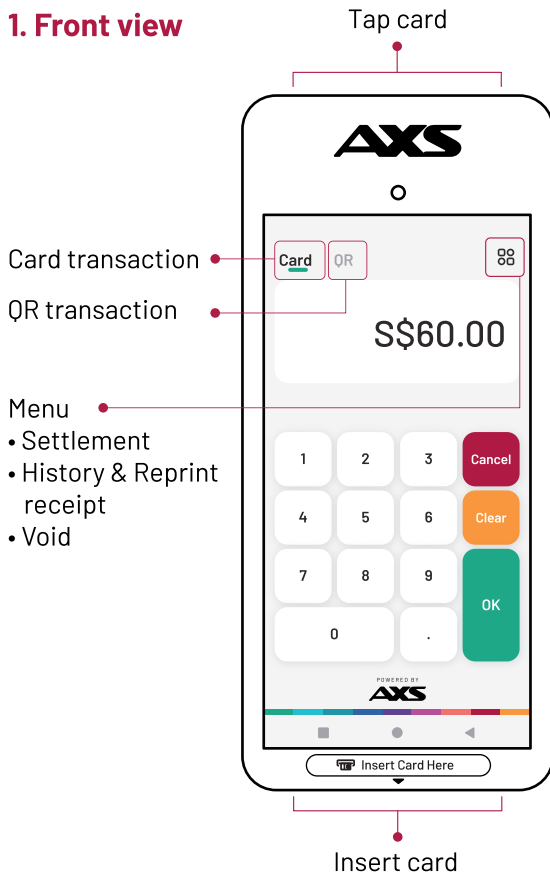 1. Front view
Tap card
AXS
Card transaction
Card
QR
QR transaction
S$60.00
Menu
• Settlement
• History & Reprint
receipt
• Void
1 2 3 Cancel
4 5 6 Clear
7 8 9
OK
0 .
POWERED BY
AXS
Insert Card Here
Insert card